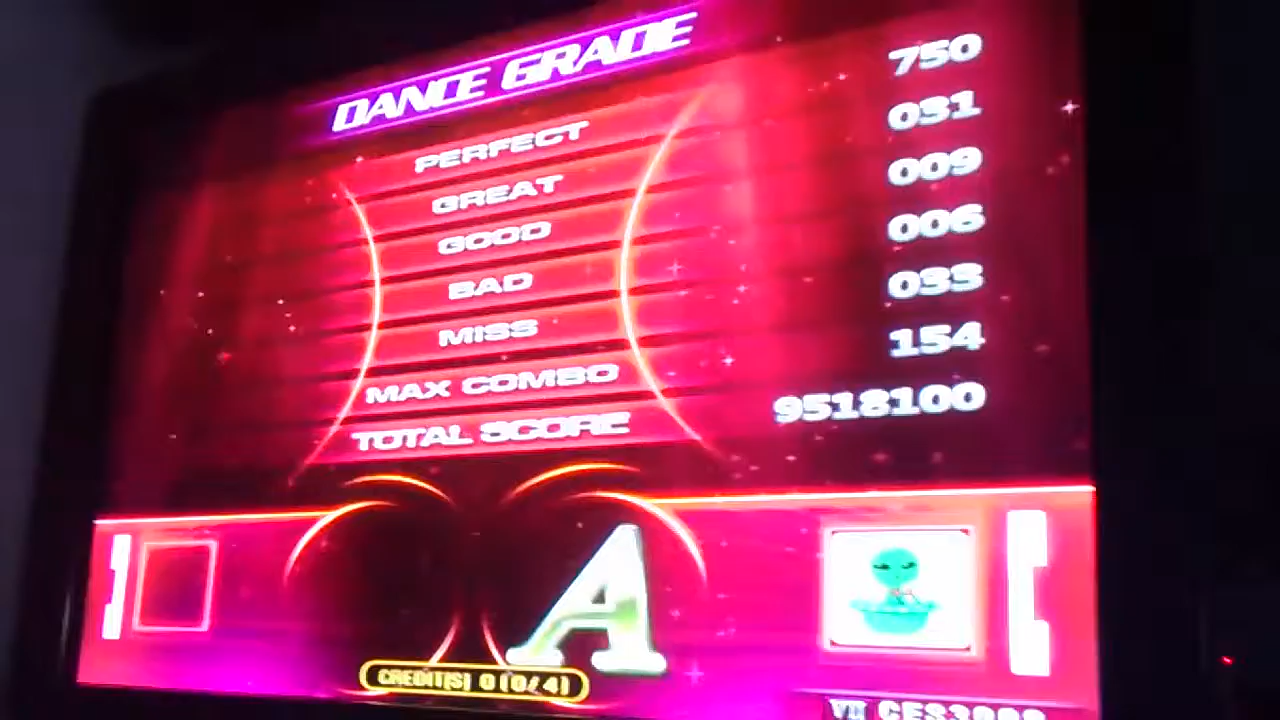 DANCE GRADE
PERFECT 750
GREAT 031
GOOD 009
BAD 006
MISS 033
MAX COMBO 154
TOTAL SCORE 9518100
A
CREDIT(S) 0(0/4)